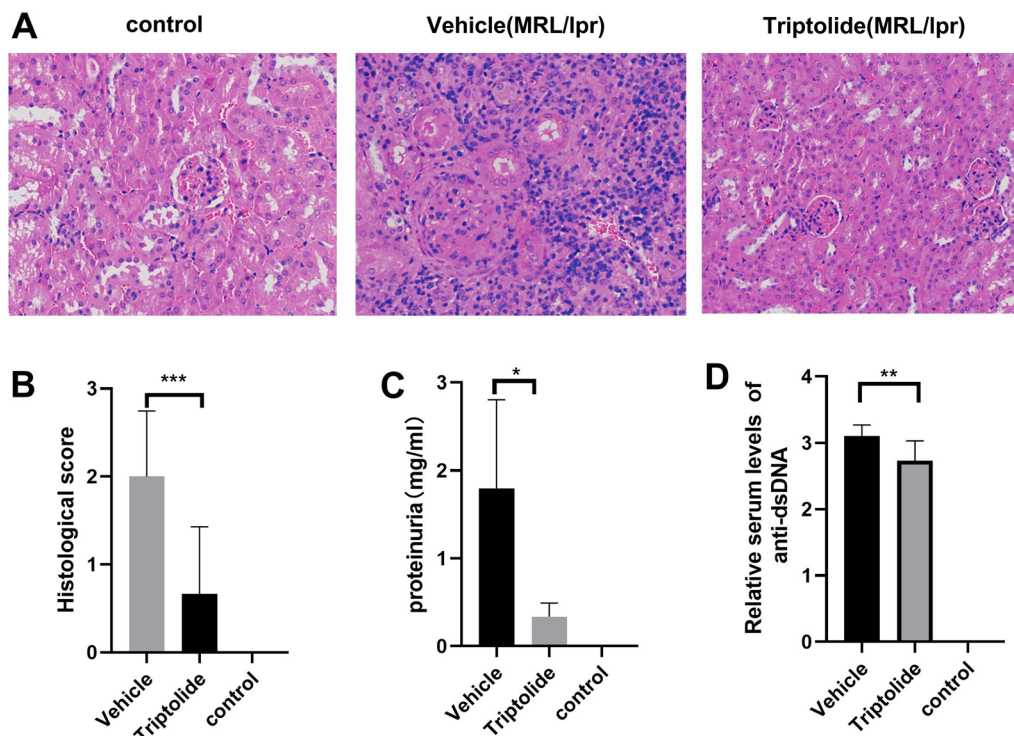 A
control
Vehicle(MRL/lpr)
Triptolide(MRL/lpr)
B
Histological score
3
2
1
0
***
Vehicle
Triptolide
control
C
proteinuria(mg/ml)
3
2
1
0
*
Vehicle
Triptolide
control
D
Relative serum levels of
anti-dsDNA
4
3
2
1
0
**
Vehicle
Triptolide
control